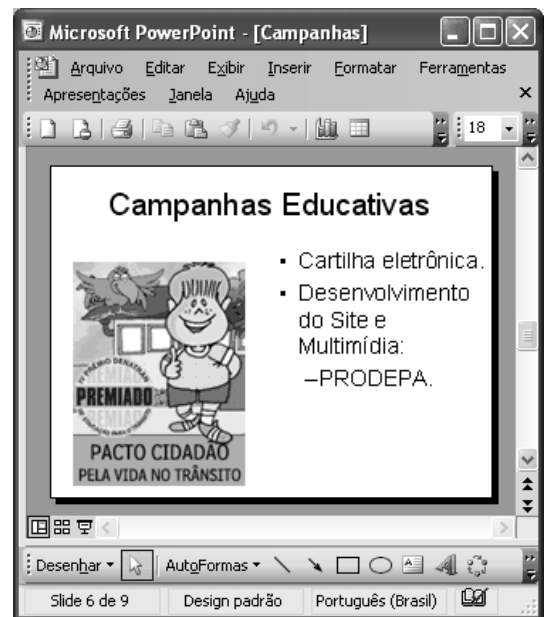 Microsoft PowerPoint - [Campanhas]
Arquivo Editar Exibir Inserir Formatar Ferramentas
Apresentações Janela Ajuda
18
Campanhas Educativas
▪ Cartilha eletrônica.
▪ Desenvolvimento
do Site e
Multimídia:
–PRODEPA.
PREMIADO
PREMIADO
PACTO CIDADÃO
PELA VIDA NO TRÂNSITO
Desenhar AutoFormas
Slide 6 de 9 Design padrão Português (Brasil)